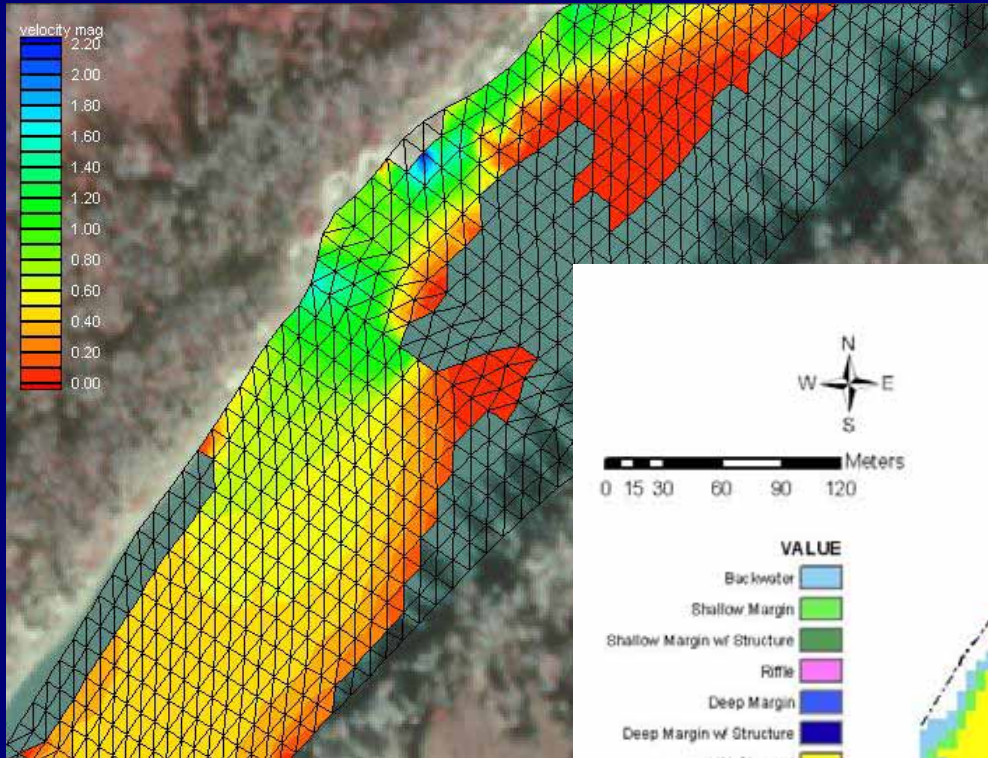 velocity mag
2.20
2.00
1.80
1.60
1.40
1.20
1.00
0.80
0.60
0.40
0.20
0.00
N
W E
S
Meters
0 15 30 60 90 120
VALUE
Backwater
Shallow Margin
Shallow Margin w/ Structure
Riffle
Deep Margin
Deep Margin w/ Structure